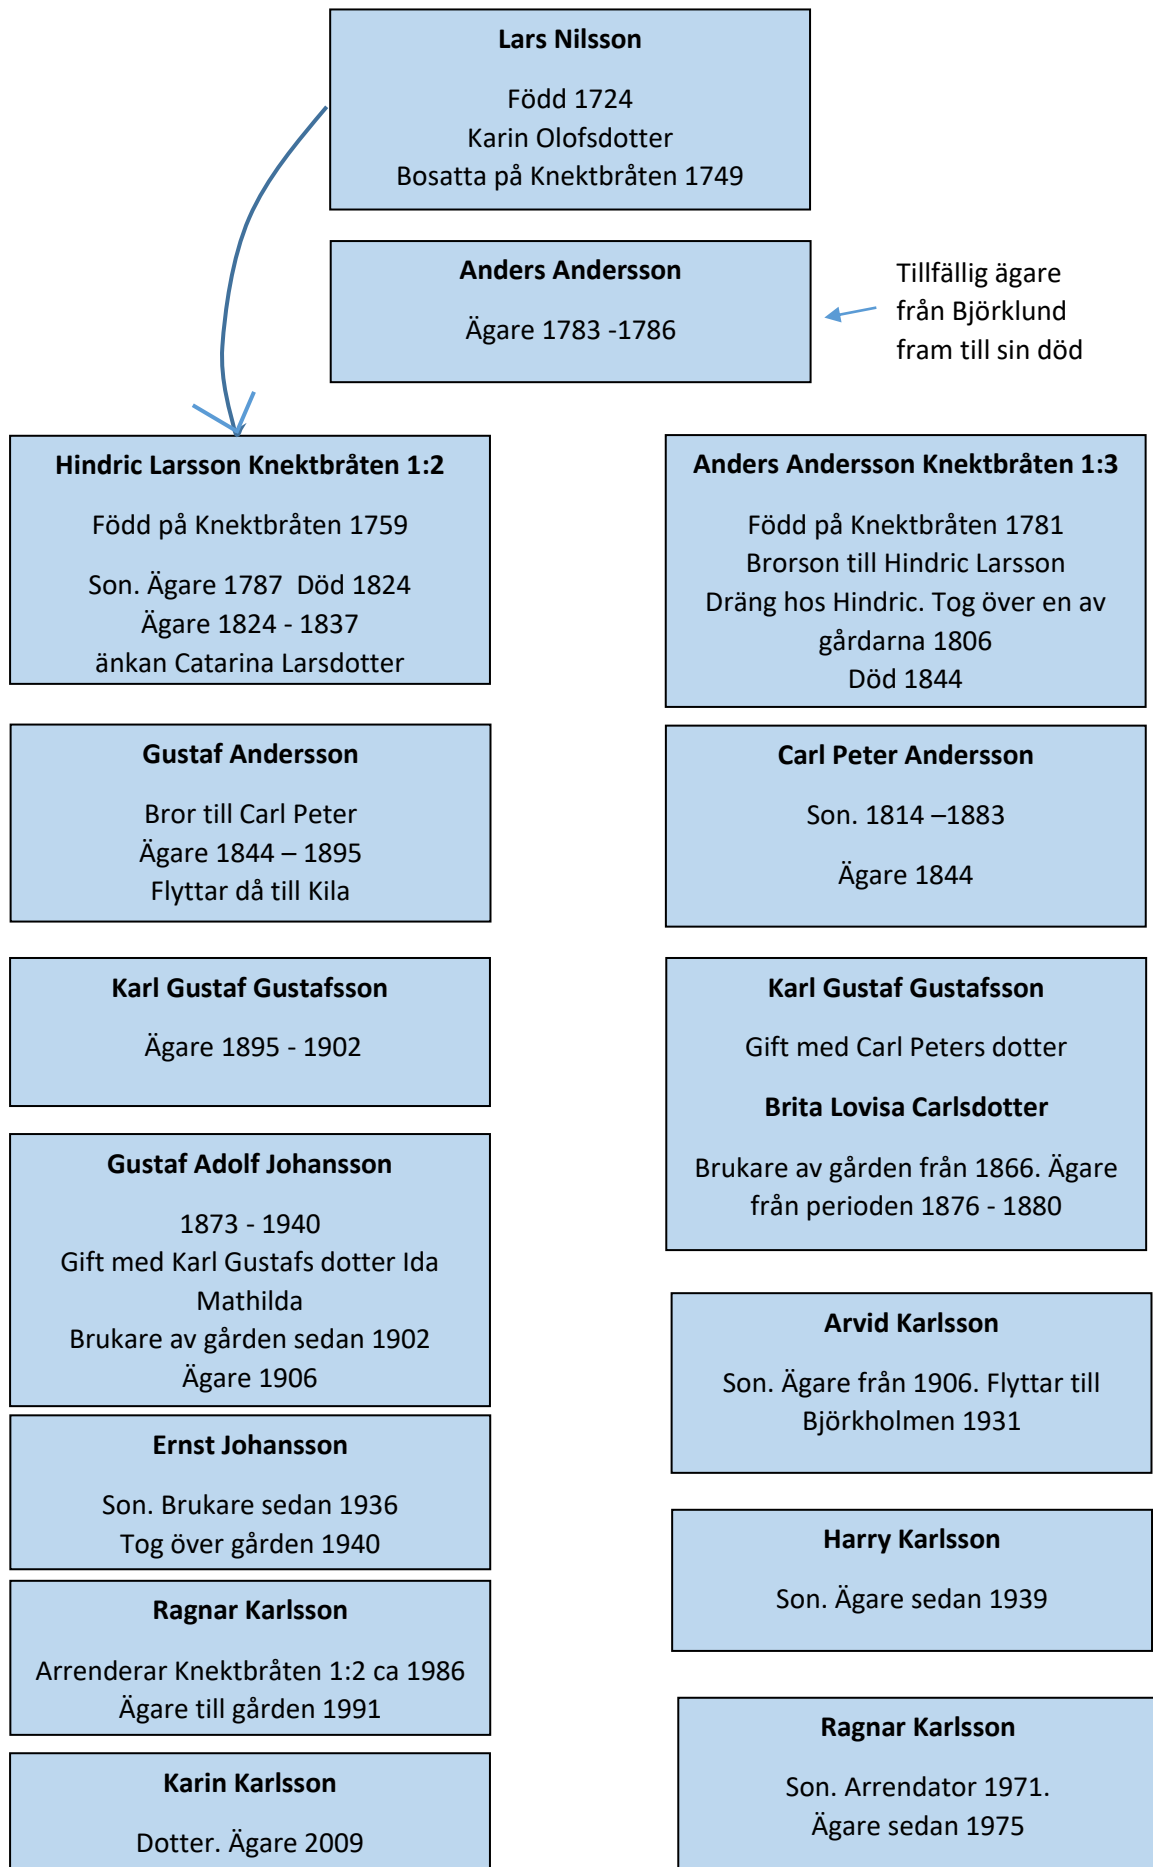 Lars Nilsson
Född 1724
Karin Olofsdotter
Bosatta på Knektbråten 1749
Anders Andersson
Ägare 1783 -1786
Tillfällig ägare
från Björklund
fram till sin död
Hindric Larsson Knektbråten 1:2
Född på Knektbråten 1759
Son. Ägare 1787  Död 1824
Ägare 1824 - 1837
änkan Catarina Larsdotter
Anders Andersson Knektbråten 1:3
Född på Knektbråten 1781
Brorson till Hindric Larsson
Dräng hos Hindric. Tog över en av
gårdarna 1806
Död 1844
Gustaf Andersson
Bror till Carl Peter
Ägare 1844 – 1895
Flyttar då till Kila
Carl Peter Andersson
Son. 1814 –1883
Ägare 1844
Karl Gustaf Gustafsson
Ägare 1895 - 1902
Karl Gustaf Gustafsson
Gift med Carl Peters dotter
Brita Lovisa Carlsdotter
Brukare av gården från 1866. Ägare
från perioden 1876 - 1880
Gustaf Adolf Johansson
1873 - 1940
Gift med Karl Gustafs dotter Ida
Mathilda
Brukare av gården sedan 1902
Ägare 1906
Arvid Karlsson
Son. Ägare från 1906. Flyttar till
Björkholmen 1931
Ernst Johansson
Son. Brukare sedan 1936
Tog över gården 1940
Harry Karlsson
Son. Ägare sedan 1939
Ragnar Karlsson
Arrenderar Knektbråten 1:2 ca 1986
Ägare till gården 1991
Ragnar Karlsson
Son. Arrendator 1971.
Ägare sedan 1975
Karin Karlsson
Dotter. Ägare 2009